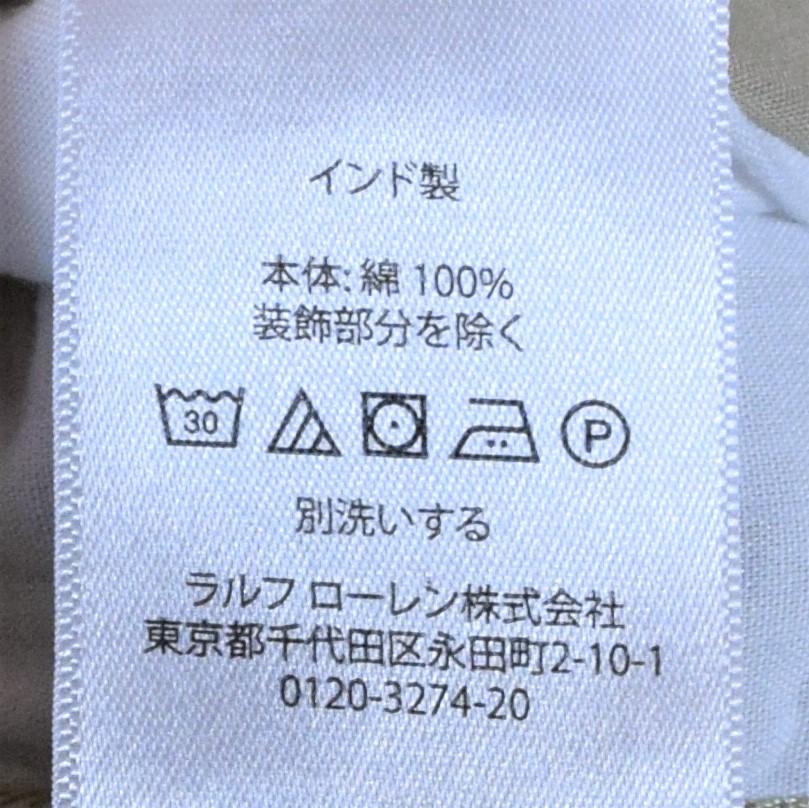 インド製
本体: 綿 100%
装飾部分を除く
30 P
別洗いする
ラルフ ローレン株式会社
東京都千代田区永田町2-10-1
0120-3274-20